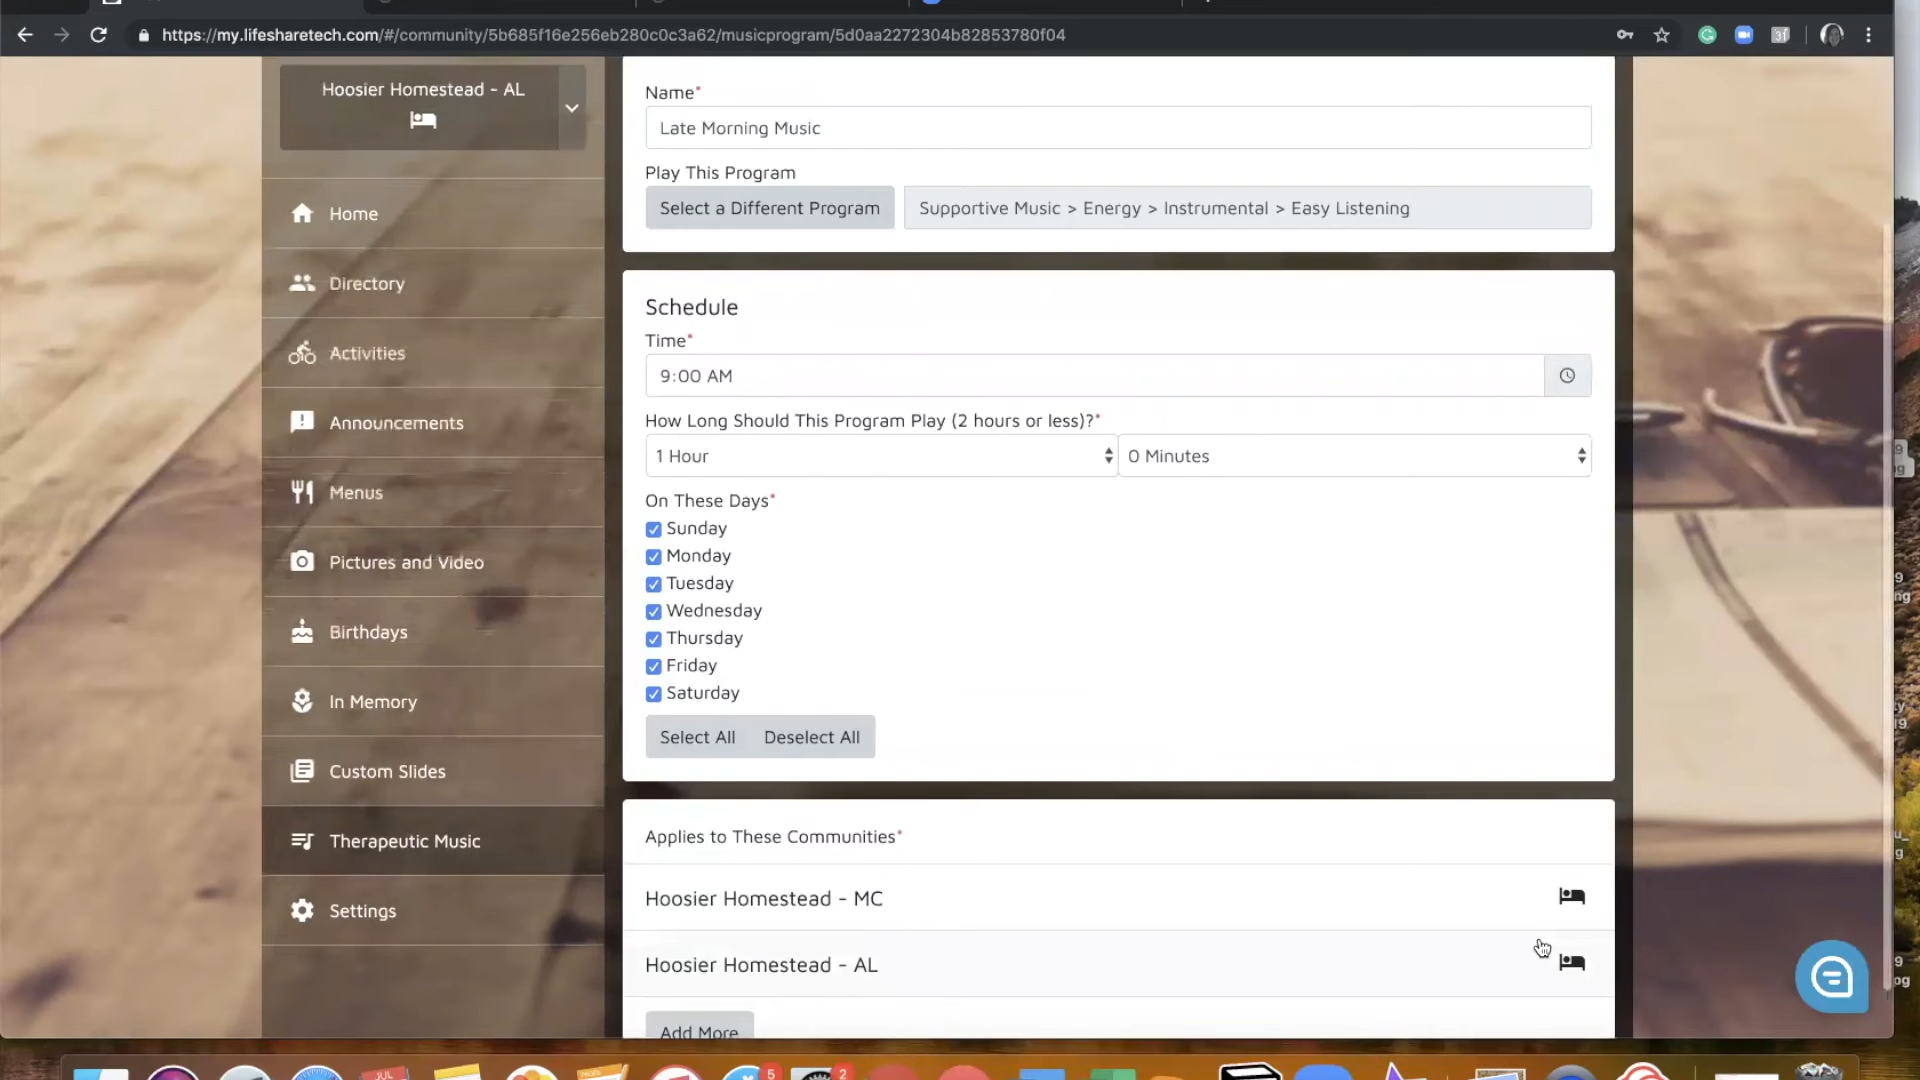 https://my.lifesharetech.com/#/community/5b685f16e256eb280c0c3a62/musicprogram/5d0aa2272304b82853780f04
Hoosier Homestead - AL
Home
Directory
Activities
Announcements
Menus
Pictures and Video
Birthdays
In Memory
Custom Slides
Therapeutic Music
Settings
Name*
Late Morning Music
Play This Program
Select a Different Program
Supportive Music > Energy > Instrumental > Easy Listening
Schedule
Time*
9:00 AM
How Long Should This Program Play (2 hours or less)?*
1 Hour
0 Minutes
On These Days*
Sunday
Monday
Tuesday
Wednesday
Thursday
Friday
Saturday
Select All
Deselect All
Applies to These Communities*
Hoosier Homestead - MC
Hoosier Homestead - AL
Add More
JUL
5
2